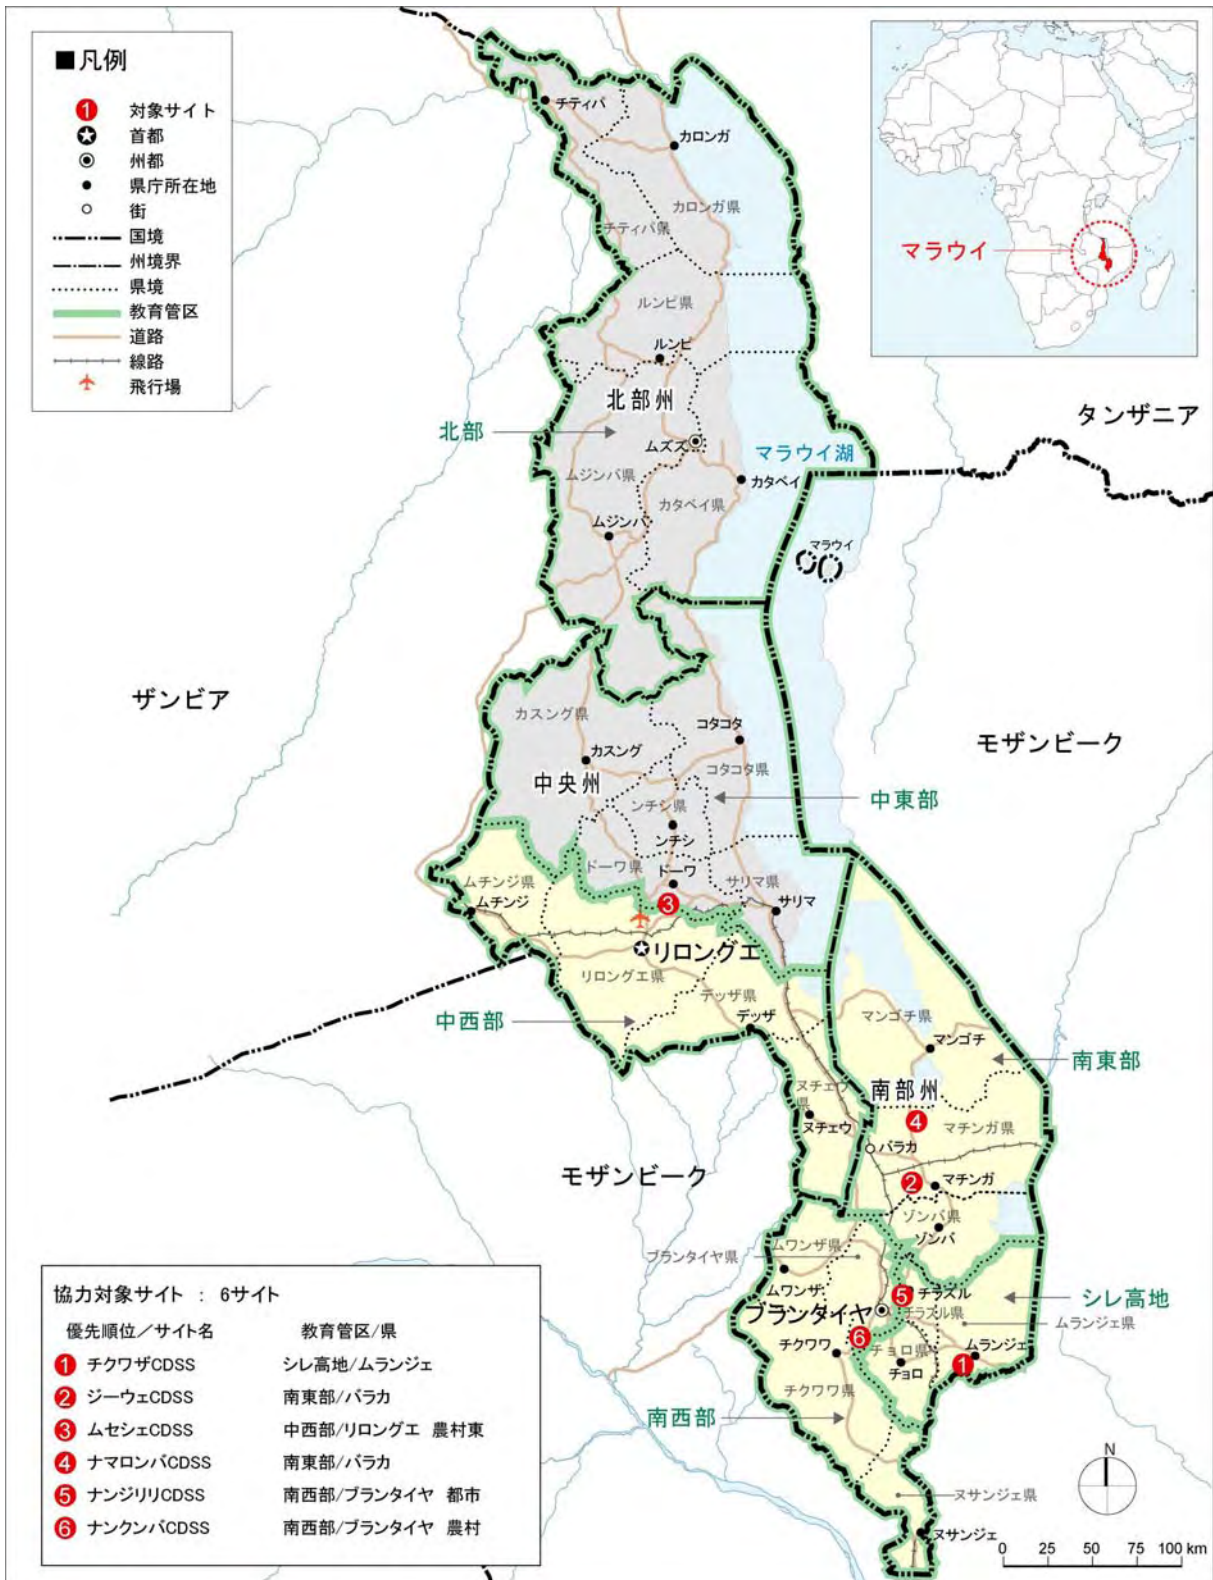 ■凡例
1 対象サイト
首都
州都
県庁所在地
街
国境
州境界
県境
教育管区
道路
線路
飛行場
マラウイ
チティパ
カロンガ
カロンガ県
チティパ県
ルンピ県
ルンピ
北部州
北部
ムズズ
マラウイ湖
タンザニア
ムジンバ県
カタベイ
カタベイ県
ムジンバ
マラウイ
ザンビア
カスング県
コタコタ
モザンビーク
カスング
コタコタ県
中央州
中東部
ンチシ県
ンチシ
ドーワ県
ドーワ
サリマ県
ムチンジ県
ムチンジ
3
サリマ
リロングエ
リロングエ県
デッザ県
中西部
デッザ
マンゴチ県
マンゴチ
南東部
ヌチェウ県
南部州
ヌチェウ
4
マチンガ県
バラカ
モザンビーク
2
マチンガ
ゾンバ県
ゾンバ
ムワンザ県
ブランタイヤ県
ムワンザ
5
チラズル
シレ高地
ブランタイヤ
チラズル県
ムランジェ県
6
チクワワ
チョロ県
ムランジェ
チョロ
1
チクワワ県
南西部
ヌサンジェ県
ヌサンジェ
N
0 25 50 75 100 km
協力対象サイト : 6サイト
優先順位/サイト名 教育管区/県
1 チクワザCDSS シレ高地/ムランジェ
2 ジーウェCDSS 南東部/バラカ
3 ムセシェCDSS 中西部/リロングエ 農村東
4 ナマロンバCDSS 南東部/バラカ
5 ナンジリリCDSS 南西部/ブランタイヤ 都市
6 ナンクンバCDSS 南西部/ブランタイヤ 農村